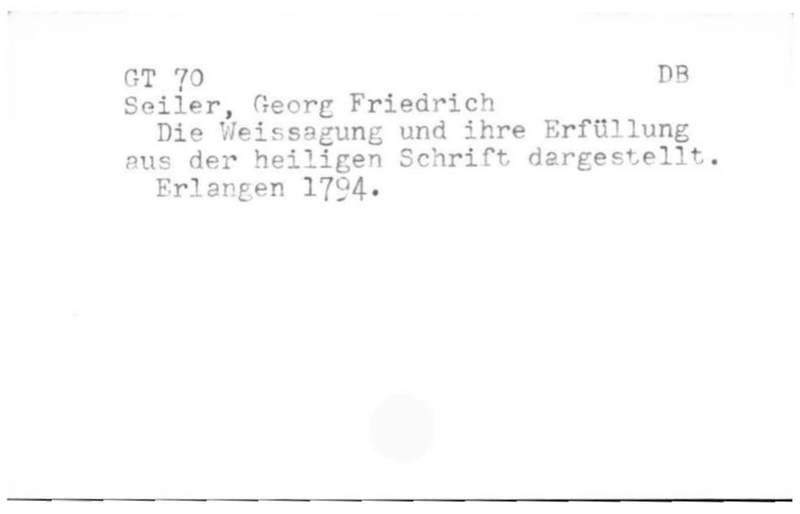 GT 70 DB
Seiler, Georg Friedrich
Die Weissagung und ihre Erfüllung
aus der heiligen Schrift dargestellt.
Erlangen 1794.